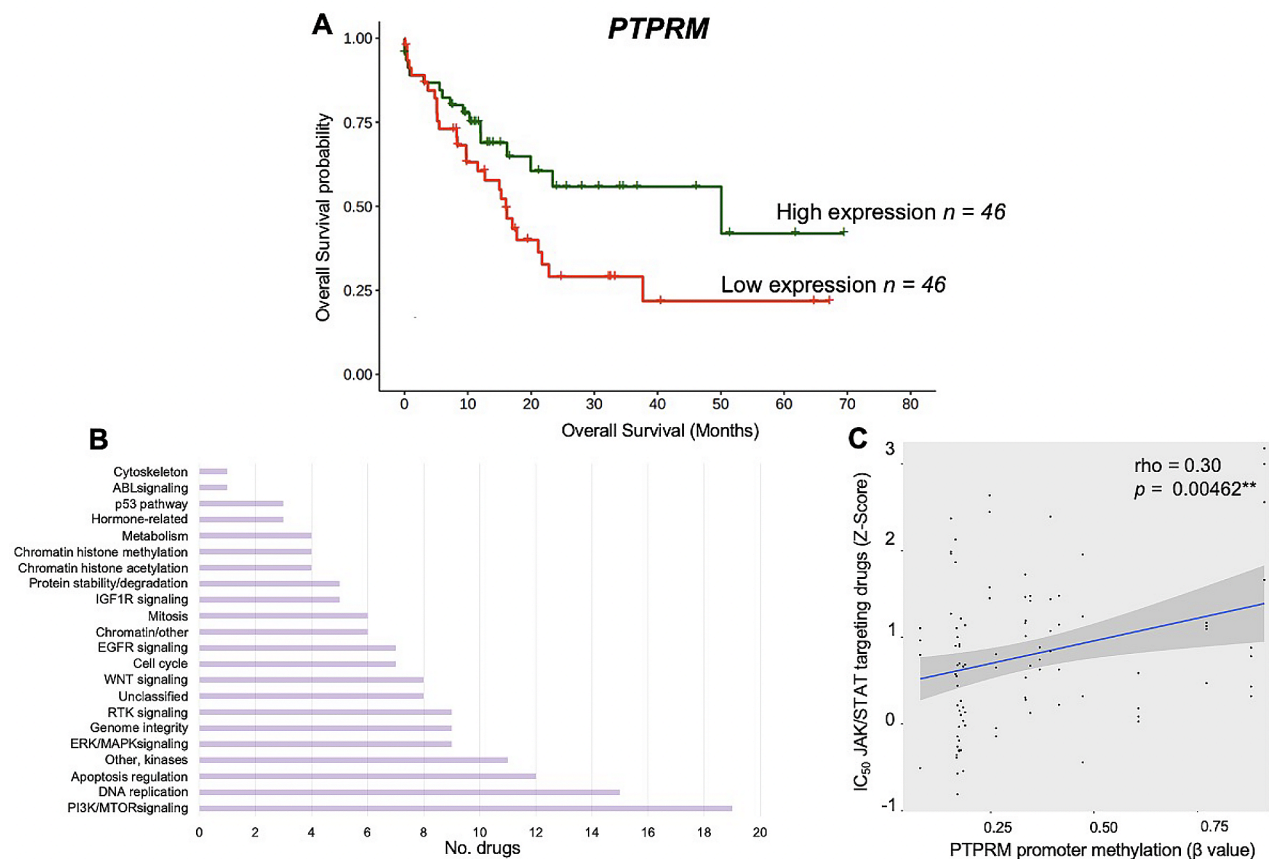 A
PTPRM
1.00
0.75
0.50
0.25
0.00
Overall Survival probability
High expression n = 46
Low expression n = 46
0 10 20 30 40 50 60 70 80
Overall Survival (Months)
B
Cytoskeleton
ABLsignaling
p53 pathway
Hormone-related
Metabolism
Chromatin histone methylation
Chromatin histone acetylation
Protein stability/degradation
IGF1R signaling
Mitosis
Chromatin/other
EGFR signaling
Cell cycle
WNT signaling
Unclassified
RTK signaling
Genome integrity
ERK/MAPKsignaling
Other, kinases
Apoptosis regulation
DNA replication
PI3K/MTORsignaling
0 2 4 6 8 10 12 14 16 18 20
No. drugs
C
rho = 0.30
p = 0.00462**
3
2
1
0
-1
IC50 JAK/STAT targeting drugs (Z-Score)
0.25 0.50 0.75
PTPRM promoter methylation (β value)